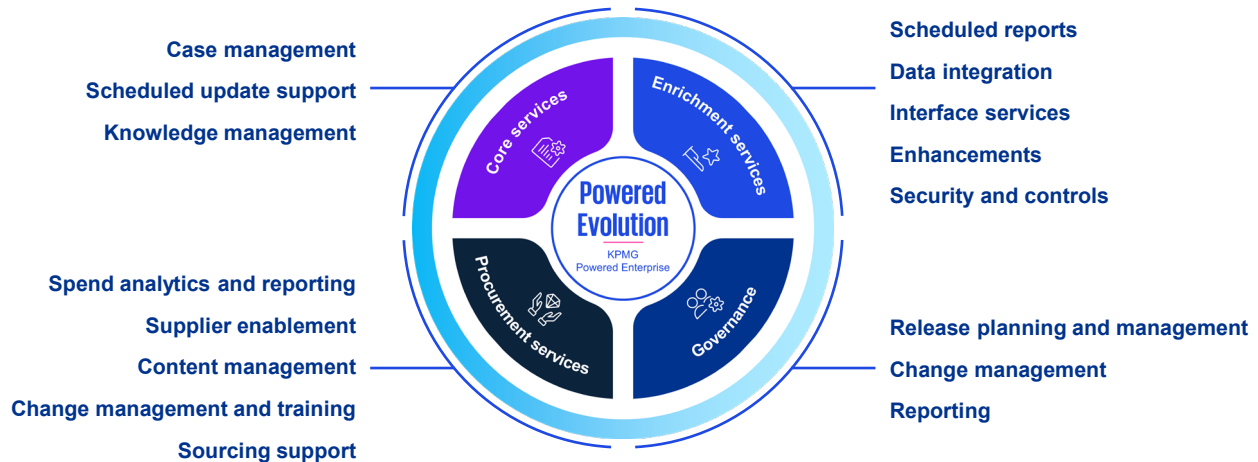 Case management
Scheduled update support
Knowledge management
Core services
Enrichment services
Scheduled reports
Data integration
Interface services
Enhancements
Security and controls
Powered
Evolution
KPMG
Powered Enterprise
Spend analytics and reporting
Supplier enablement
Content management
Change management and training
Sourcing support
Procurement services
Governance
Release planning and management
Change management
Reporting